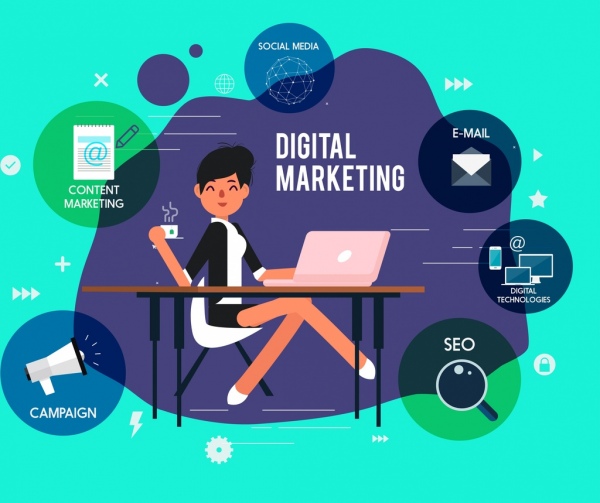 SOCIAL MEDIA
DIGITAL
MARKETING
E-MAIL
@
CONTENT
MARKETING
@
DIGITAL
TECHNOLOGIES
SEO
CAMPAIGN